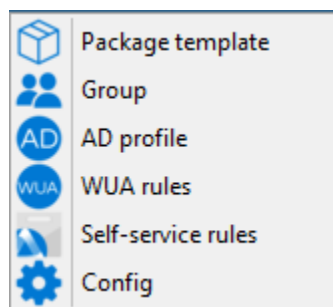 Package template
Group
AD
AD profile
WUA
WUA rules
Self-service rules
Config